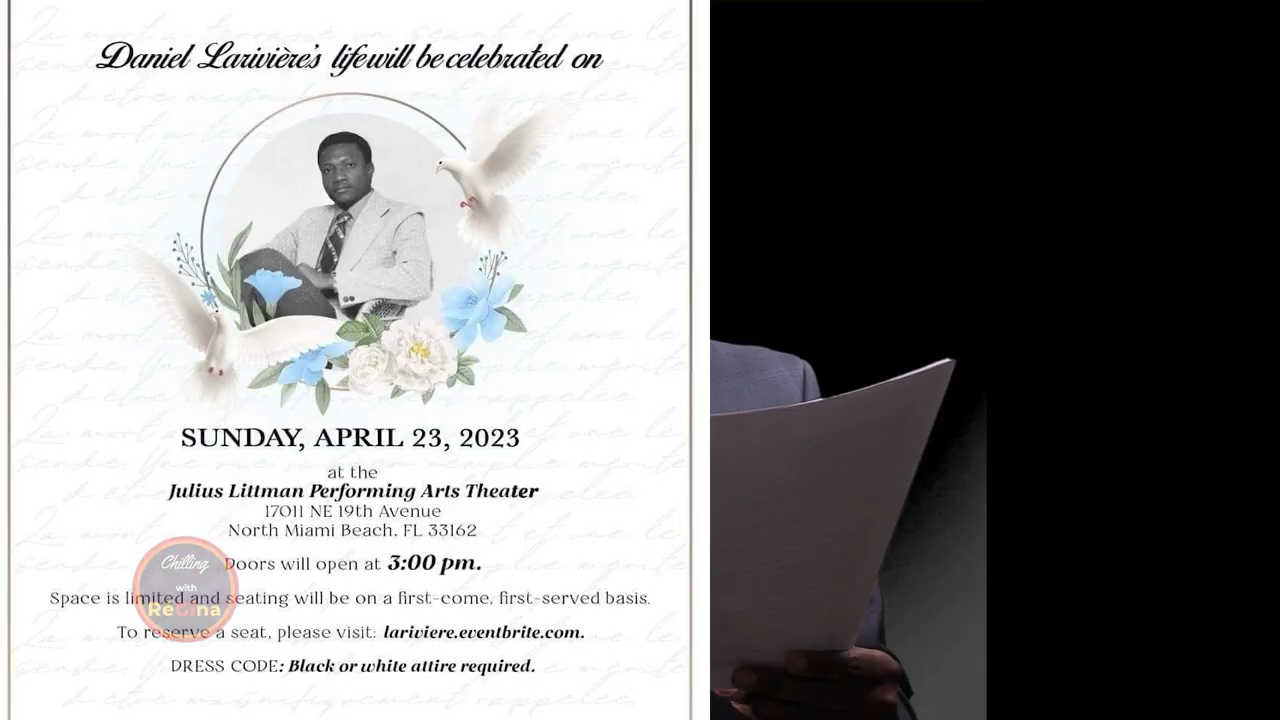 Daniel Larivière's life will be celebrated on
SUNDAY, APRIL 23, 2023
at the
Julius Littman Performing Arts Theater
17011 NE 19th Avenue
North Miami Beach, FL 33162
Doors will open at 3:00 pm.
Chilling
with
ReGina
Space is limited and seating will be on a first-come, first-served basis.
To reserve a seat, please visit: lariviere.eventbrite.com.
DRESS CODE: Black or white attire required.